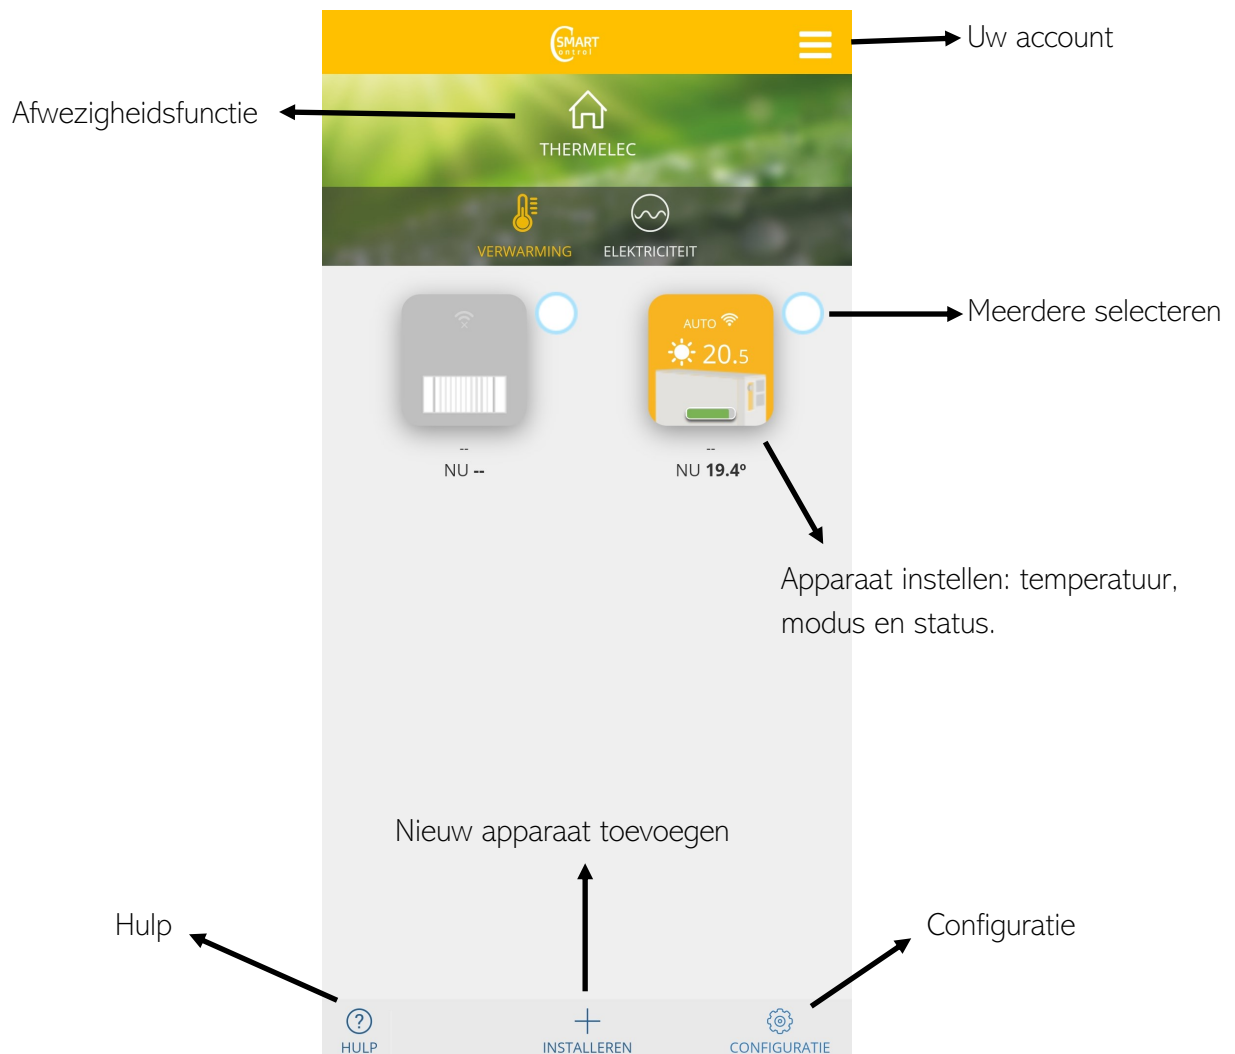 SMART
ontrol
Uw account
Afwezigheidsfunctie
THERMELEC
VERWARMING
ELEKTRICITEIT
AUTO
20.5
Meerdere selecteren
--
NU --
--
NU 19.4º
Apparaat instellen: temperatuur,
modus en status.
Nieuw apparaat toevoegen
Hulp
Configuratie
HULP
INSTALLEREN
CONFIGURATIE